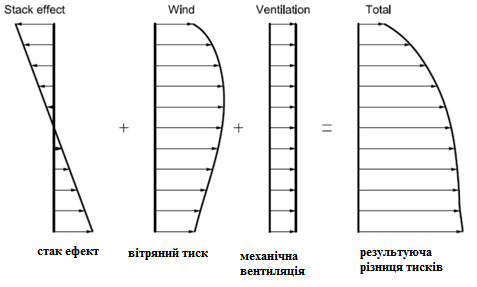 Stack effect
Wind
Ventilation
Total
+
+
=
стак ефект
вітряний тиск
механічна
вентиляція
результуюча
різниця тисків